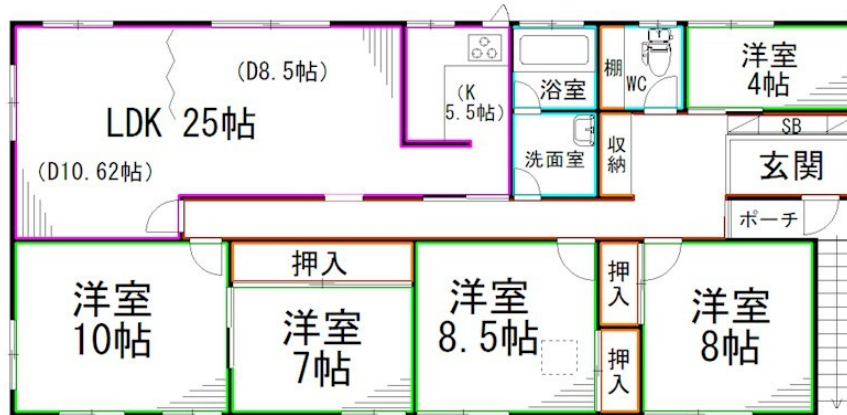 洋室
4帖
(D8.5帖)
LDK 25帖
(K
5.5帖)
浴室
棚
WC
SB
収納
玄関
洗面室
(D10.62帖)
ポーチ
押入
洋室
10帖
洋室
7帖
洋室
8.5帖
押入
押入
洋室
8帖